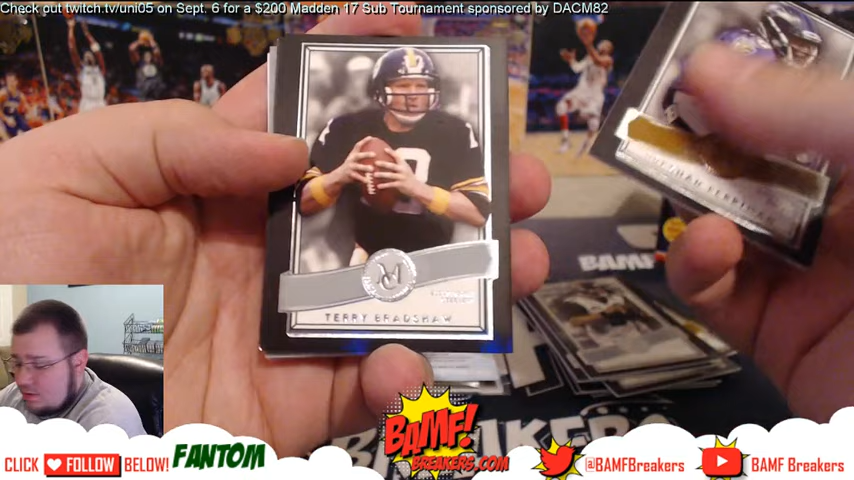 Check out twitch.tv/uni05 on Sept. 6 for a $200 Madden 17 Sub Tournament sponsored by DACM82
TERRY BRADSHAW
BAMF!
BREAKERS
CLICK FOLLOW BELOW!
FANTOM
BAMF!
BREAKERS.COM
@BAMFBreakers
BAMF Breakers